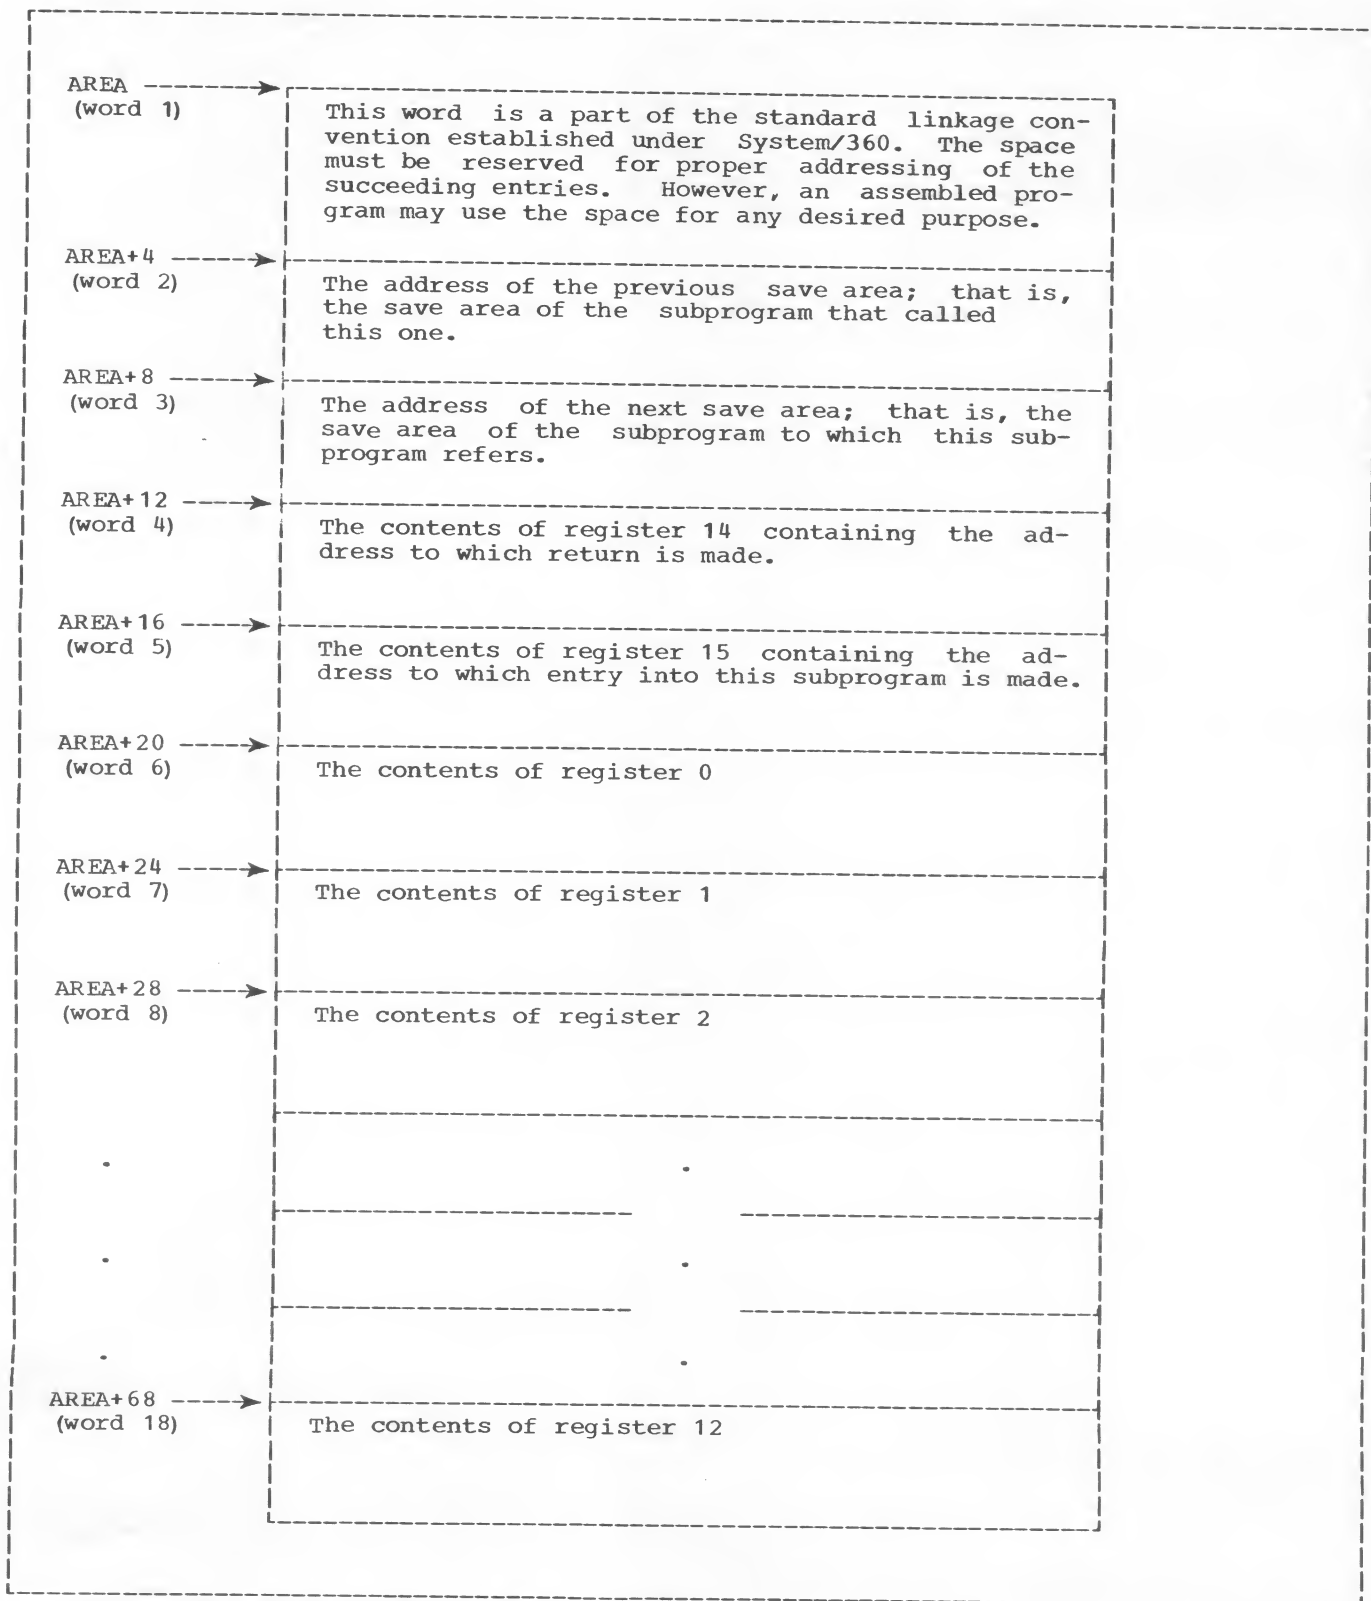 AREA
(word 1)
This word is a part of the standard linkage con-
vention established under System/360. The space
must be reserved for proper addressing of the
succeeding entries. However, an assembled pro-
gram may use the space for any desired purpose.
AREA+4
(word 2)
The address of the previous save area; that is,
the save area of the subprogram that called
this one.
AREA+8
(word 3)
The address of the next save area; that is, the
save area of the subprogram to which this sub-
program refers.
AREA+12
(word 4)
The contents of register 14 containing the ad-
dress to which return is made.
AREA+16
(word 5)
The contents of register 15 containing the ad-
dress to which entry into this subprogram is made.
AREA+20
(word 6)
The contents of register 0
AREA+24
(word 7)
The contents of register 1
AREA+28
(word 8)
The contents of register 2
. .
. .
. .
AREA+68
(word 18)
The contents of register 12